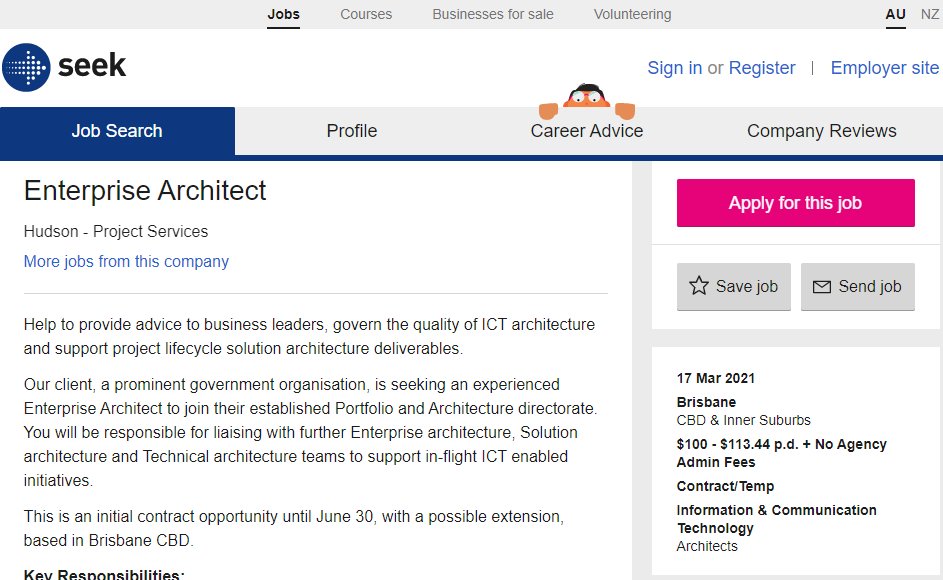 Jobs Courses Businesses for sale Volunteering AU NZ
seek
Sign in or Register | Employer site
Job Search Profile Career Advice Company Reviews
Enterprise Architect
Hudson - Project Services
More jobs from this company
Help to provide advice to business leaders, govern the quality of ICT architecture
and support project lifecycle solution architecture deliverables.
Our client, a prominent government organisation, is seeking an experienced
Enterprise Architect to join their established Portfolio and Architecture directorate.
You will be responsible for liaising with further Enterprise architecture, Solution
architecture and Technical architecture teams to support in-flight ICT enabled
initiatives.
This is an initial contract opportunity until June 30, with a possible extension,
based in Brisbane CBD.
Key Responsibilities:
Apply for this job
Save job Send job
17 Mar 2021
Brisbane
CBD & Inner Suburbs
$100 - $113.44 p.d. + No Agency
Admin Fees
Contract/Temp
Information & Communication
Technology
Architects